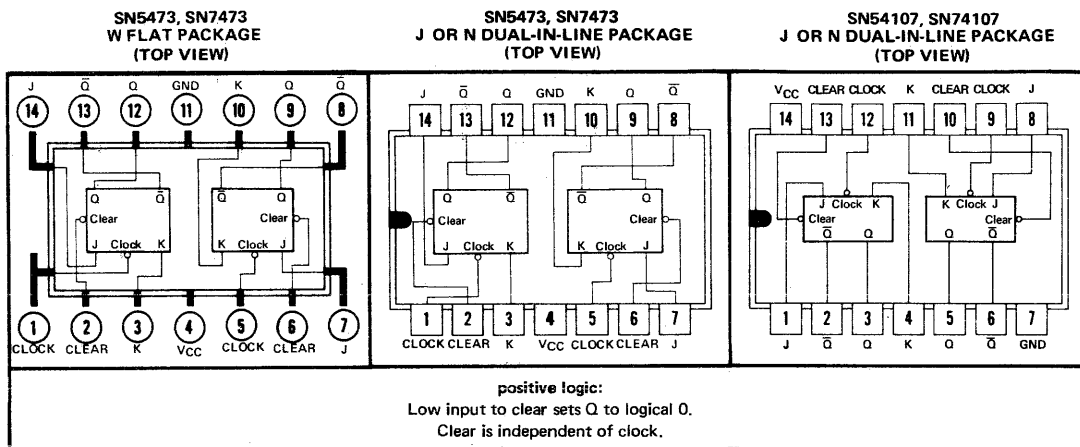 SN5473, SN7473
W FLAT PACKAGE
(TOP VIEW)
J Q̅ Q GND K Q Q̅
14 13 12 11 10 9 8
Q Q̅ Q̅ Q
Clear Clear
J Clock K K Clock J
1 2 3 4 5 6 7
CLOCK CLEAR K VCC CLOCK CLEAR J
SN5473, SN7473
J OR N DUAL-IN-LINE PACKAGE
(TOP VIEW)
J Q̅ Q GND K Q Q̅
14 13 12 11 10 9 8
Q Q̅ Q̅ Q
Clear Clear
J Clock K K Clock J
1 2 3 4 5 6 7
CLOCK CLEAR K VCC CLOCK CLEAR J
SN54107, SN74107
J OR N DUAL-IN-LINE PACKAGE
(TOP VIEW)
VCC CLEAR CLOCK K CLEAR CLOCK J
14 13 12 11 10 9 8
J Clock K K Clock J
Clear Clear
Q̅ Q Q Q̅
1 2 3 4 5 6 7
J Q̅ Q K Q Q̅ GND
positive logic:
Low input to clear sets Q to logical 0.
Clear is independent of clock.